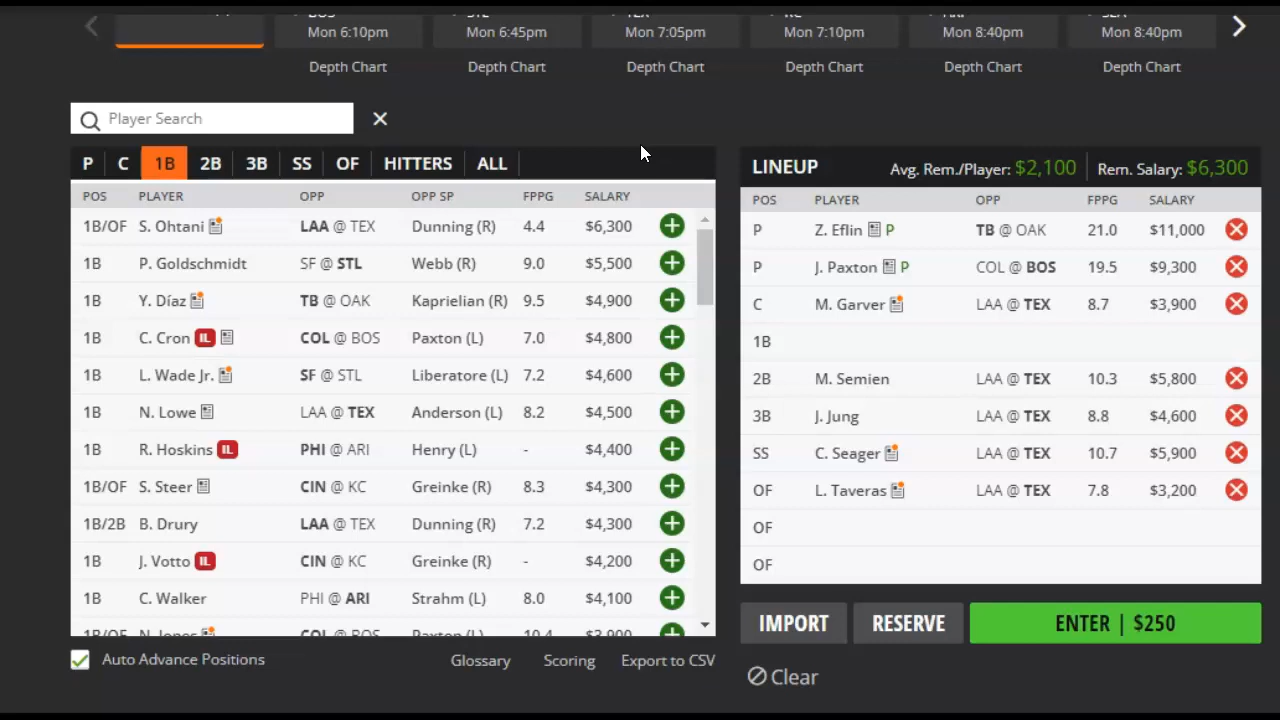 Mon 6:10pm Mon 6:45pm Mon 7:05pm Mon 7:10pm Mon 8:40pm Mon 8:40pm
Depth Chart Depth Chart Depth Chart Depth Chart Depth Chart Depth Chart
Player Search
P C 1B 2B 3B SS OF HITTERS ALL
POS PLAYER OPP OPP SP FPPG SALARY
1B/OF S. Ohtani LAA @ TEX Dunning (R) 4.4 $6,300
1B P. Goldschmidt SF @ STL Webb (R) 9.0 $5,500
1B Y. Díaz TB @ OAK Kaprielian (R) 9.5 $4,900
1B C. Cron IL COL @ BOS Paxton (L) 7.0 $4,800
1B L. Wade Jr. SF @ STL Liberatore (L) 7.2 $4,600
1B N. Lowe LAA @ TEX Anderson (L) 8.2 $4,500
1B R. Hoskins IL PHI @ ARI Henry (L) - $4,400
1B/OF S. Steer CIN @ KC Greinke (R) 8.3 $4,300
1B/2B B. Drury LAA @ TEX Dunning (R) 7.2 $4,300
1B J. Votto IL CIN @ KC Greinke (R) - $4,200
1B C. Walker PHI @ ARI Strahm (L) 8.0 $4,100
1B/OF N. Jones COL @ BOS Paxton (L) 10.4 $3,900
Auto Advance Positions Glossary Scoring Export to CSV
LINEUP Avg. Rem./Player: $2,100 Rem. Salary: $6,300
POS PLAYER OPP FPPG SALARY
P Z. Eflin P TB @ OAK 21.0 $11,000
P J. Paxton P COL @ BOS 19.5 $9,300
C M. Garver LAA @ TEX 8.7 $3,900
1B
2B M. Semien LAA @ TEX 10.3 $5,800
3B J. Jung LAA @ TEX 8.8 $4,600
SS C. Seager LAA @ TEX 10.7 $5,900
OF L. Taveras LAA @ TEX 7.8 $3,200
OF
OF
IMPORT RESERVE ENTER | $250
Clear